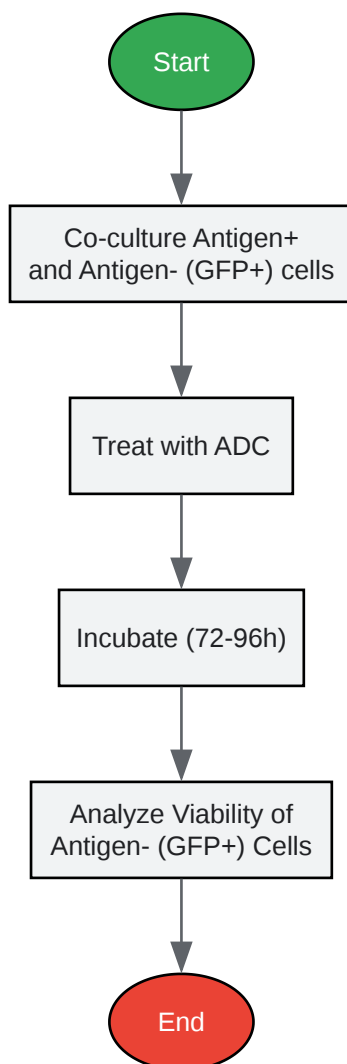 Start
Co-culture Antigen+
and Antigen- (GFP+) cells
Treat with ADC
Incubate (72-96h)
Analyze Viability of
Antigen- (GFP+) Cells
End